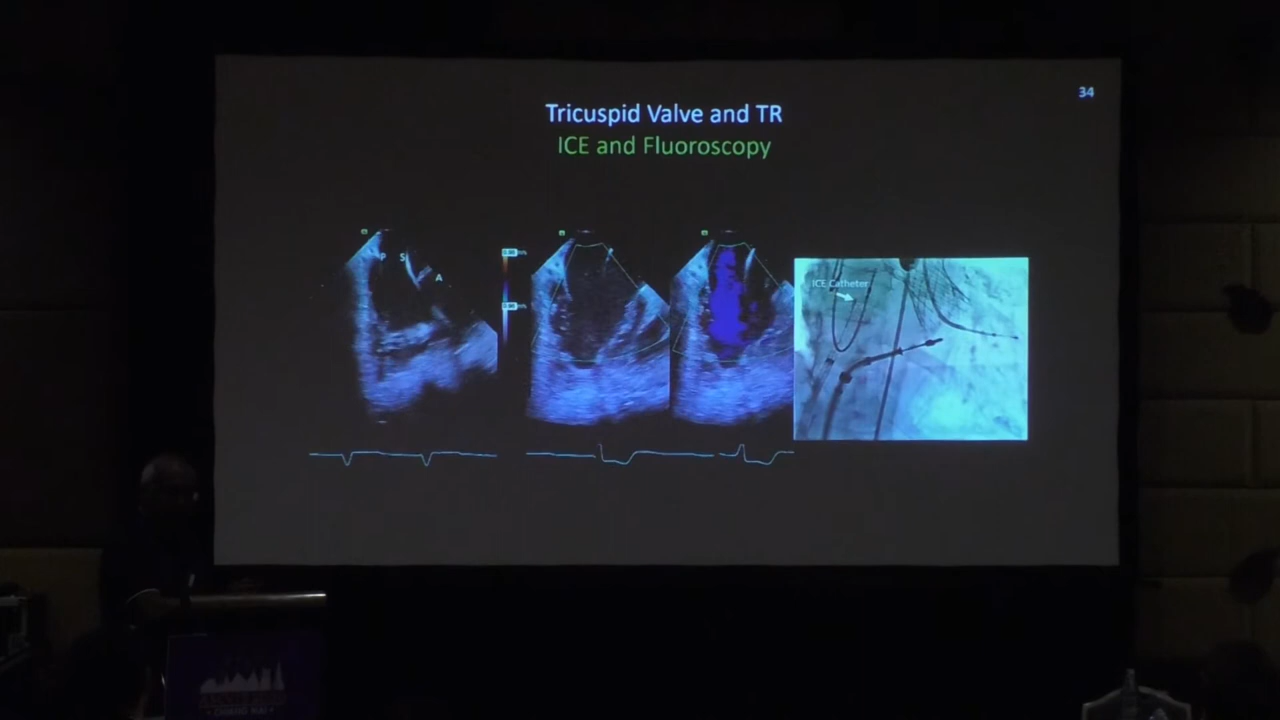 34
Tricuspid Valve and TR
ICE and Fluoroscopy
P S
A
ICE Catheter